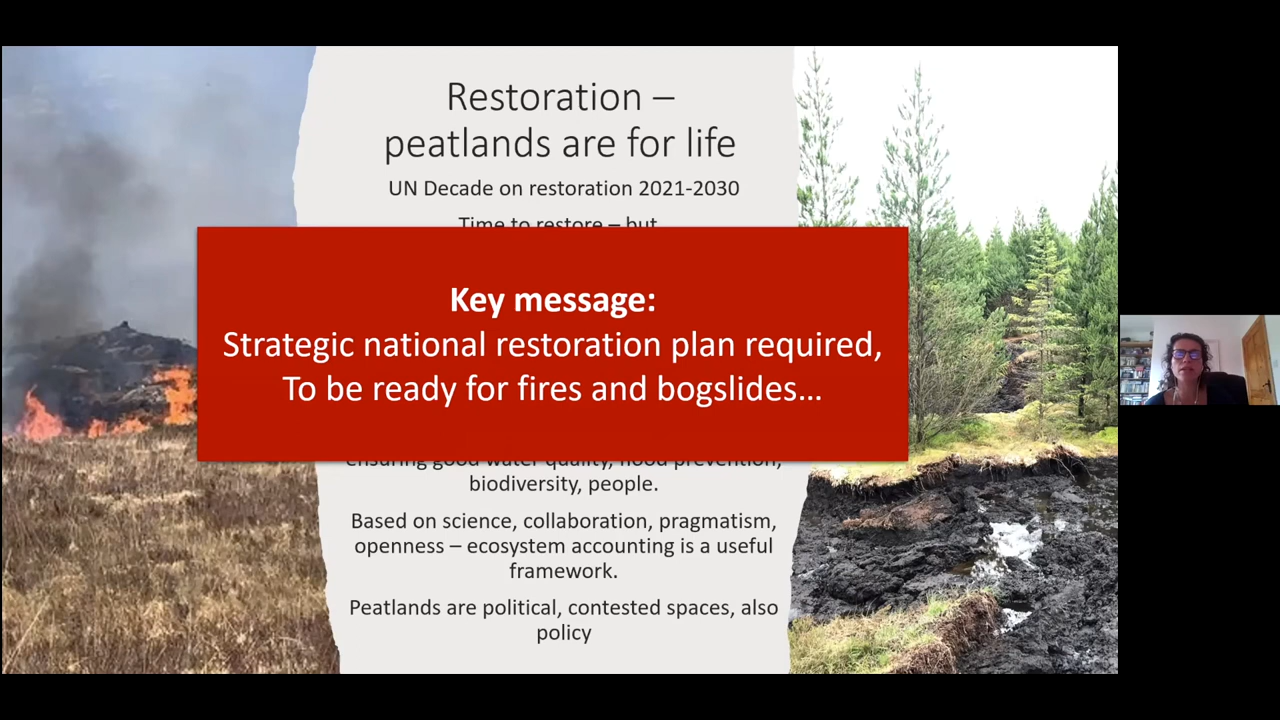 Restoration –
peatlands are for life
UN Decade on restoration 2021-2030
Time to restore – but
Key message:
Strategic national restoration plan required,
To be ready for fires and bogslides…
ensuring good water quality, flood prevention,
biodiversity, people.
Based on science, collaboration, pragmatism,
openness – ecosystem accounting is a useful
framework.
Peatlands are political, contested spaces, also
policy